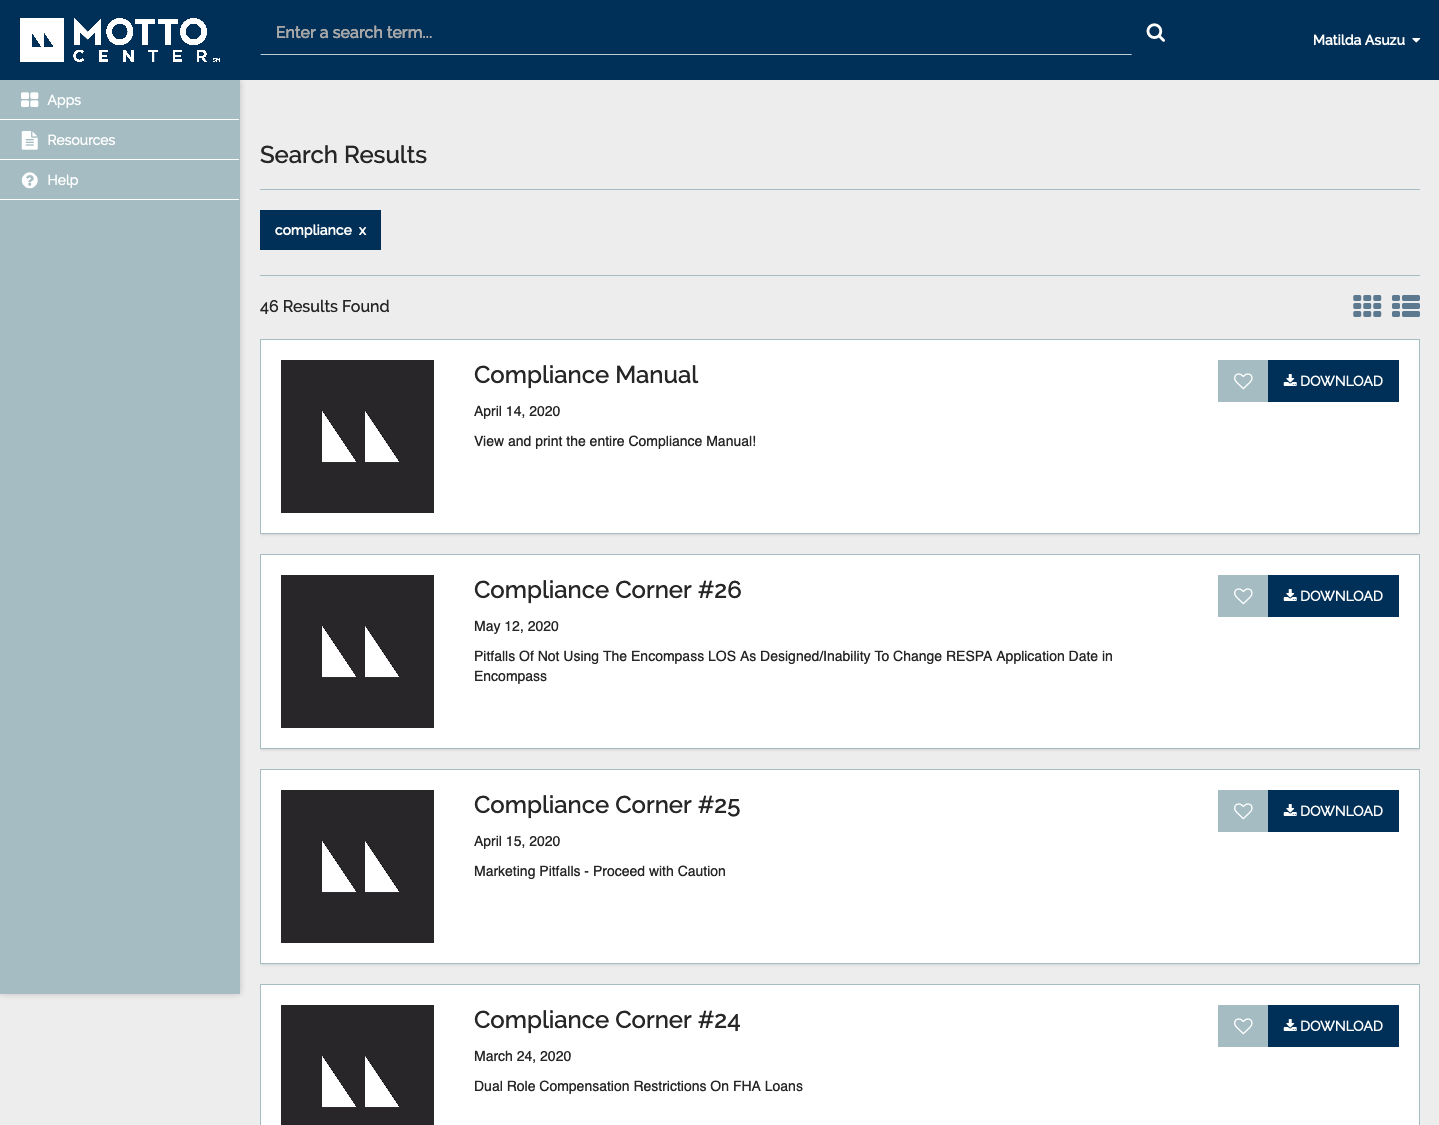 MOTTO
CENTER SM
Enter a search term...
Matilda Asuzu
Apps
Resources
Help
Search Results
compliance x
46 Results Found
Compliance Manual
April 14, 2020
View and print the entire Compliance Manual!
DOWNLOAD
Compliance Corner #26
May 12, 2020
Pitfalls Of Not Using The Encompass LOS As Designed/Inability To Change RESPA Application Date in
Encompass
DOWNLOAD
Compliance Corner #25
April 15, 2020
Marketing Pitfalls - Proceed with Caution
DOWNLOAD
Compliance Corner #24
March 24, 2020
Dual Role Compensation Restrictions On FHA Loans
DOWNLOAD